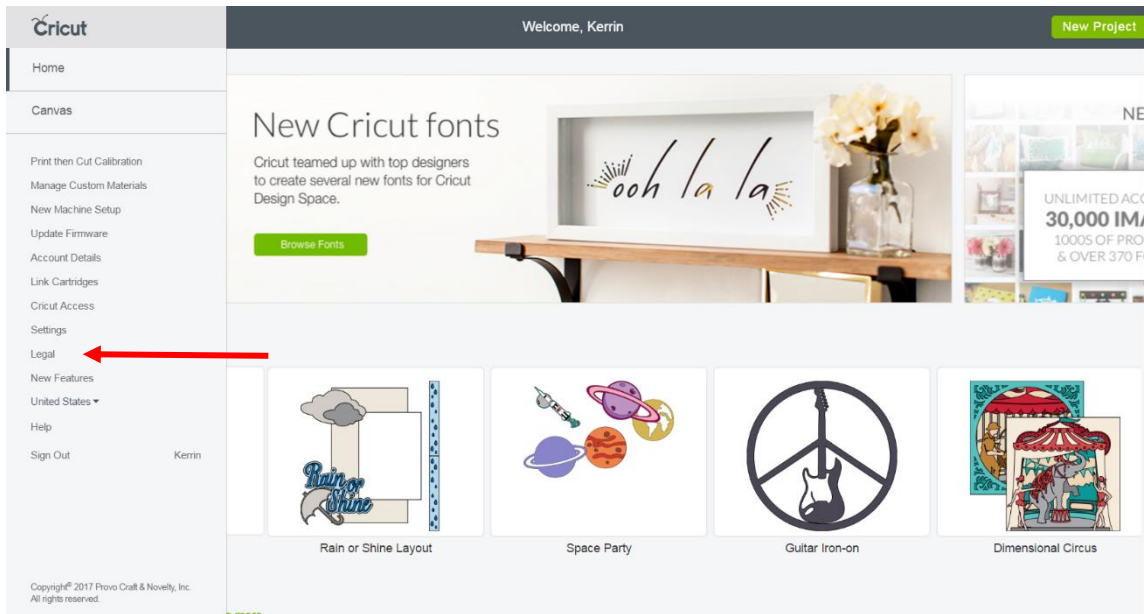 Cricut
Welcome, Kerrin
New Project
Home
Canvas
Print then Cut Calibration
Manage Custom Materials
New Machine Setup
Update Firmware
Account Details
Link Cartridges
Cricut Access
Settings
Legal
New Features
United States
Help
Sign Out Kerrin
Copyright© 2017 Provo Craft & Novelty, Inc.
All rights reserved.
New Cricut fonts
Cricut teamed up with top designers
to create several new fonts for Cricut
Design Space.
Browse Fonts
ooh la la
NE
UNLIMITED ACC
30,000 IMA
1000S OF PRO
& OVER 370 F
Rain or
Shine
Rain or Shine Layout
Space Party
Guitar Iron-on
Dimensional Circus